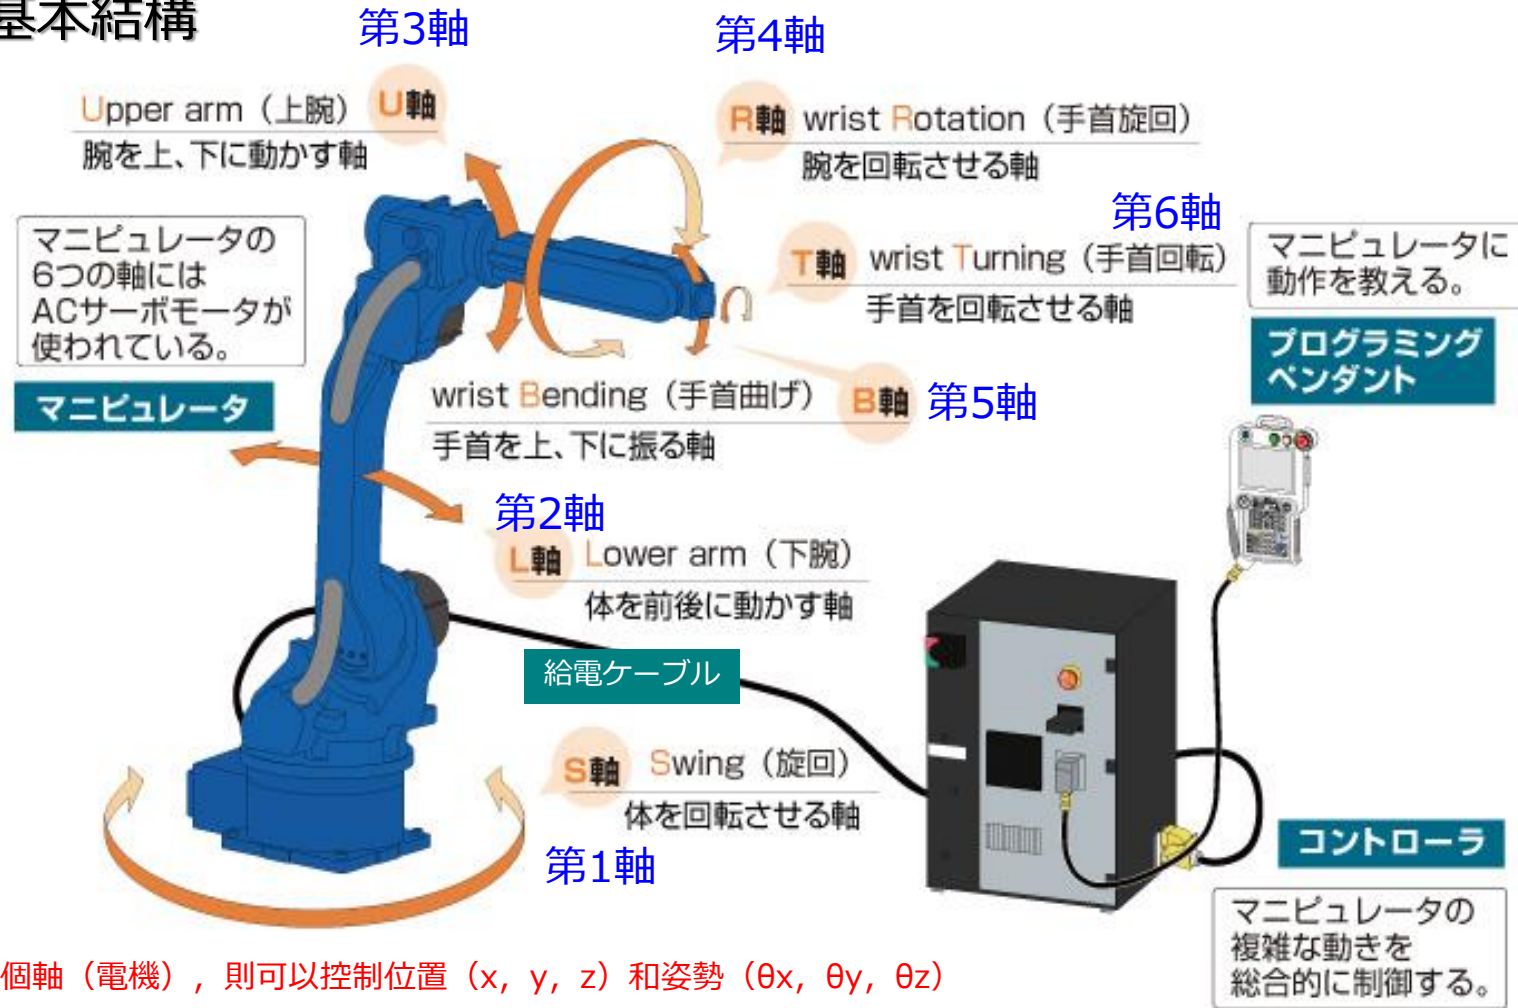 基本結構
第3軸
第4軸
Upper arm（上腕） U軸
腕を上、下に動かす軸
R軸 wrist Rotation（手首旋回）
腕を回転させる軸
第6軸
T軸 wrist Turning（手首回転）
手首を回転させる軸
マニピュレータの
6つの軸には
ACサーボモータが
使われている。
マニピュレータ
マニピュレータに
動作を教える。
プログラミング
ペンダント
wrist Bending（手首曲げ） B軸 第5軸
手首を上、下に振る軸
第2軸
L軸 Lower arm（下腕）
体を前後に動かす軸
給電ケーブル
S軸 Swing（旋回）
体を回転させる軸
第1軸
コントローラ
マニピュレータの
複雑な動きを
総合的に制御する。
個軸（電機），則可以控制位置（x，y，z）和姿勢（θx，θy，θz）